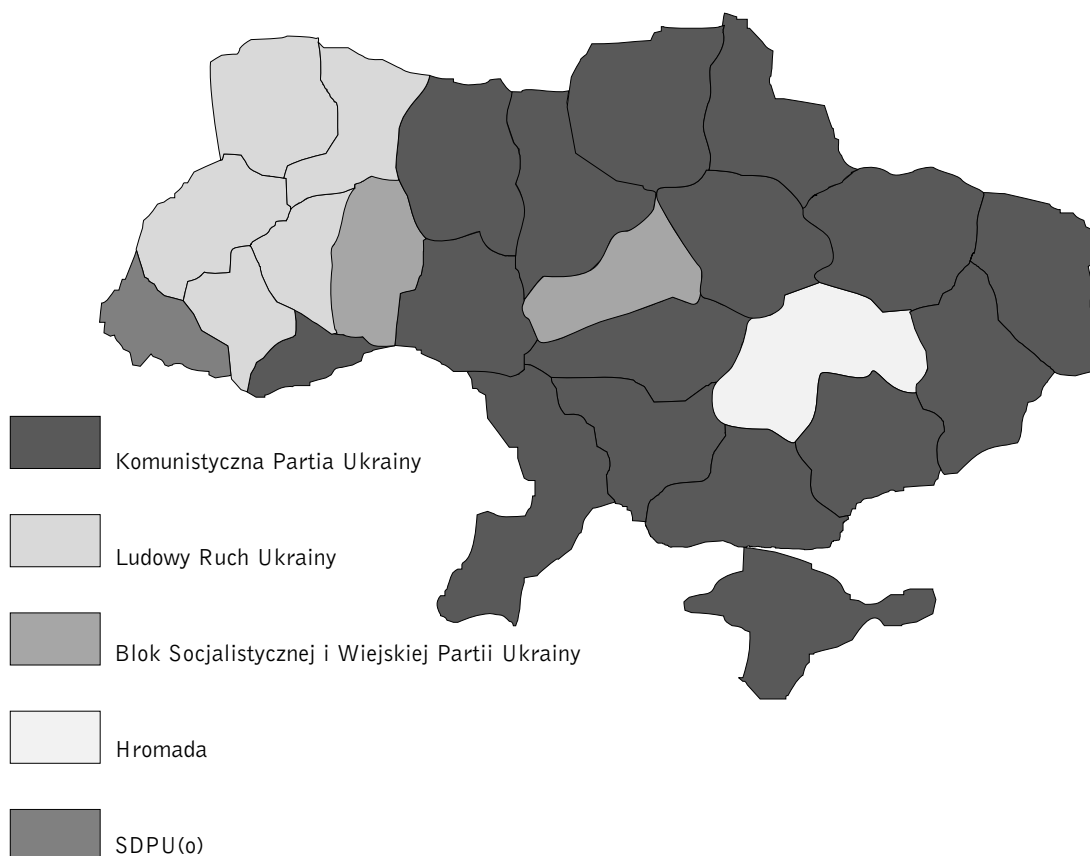 Komunistyczna Partia Ukrainy
Ludowy Ruch Ukrainy
Blok Socjalistycznej i Wiejskiej Partii Ukrainy
Hromada
SDPU(o)